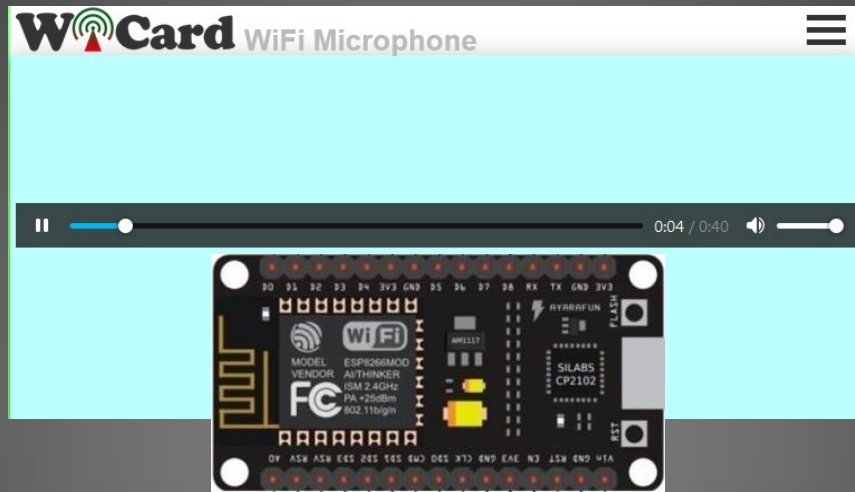 WiCard WiFi Microphone
0:04 / 0:40
D0 D1 D2 D3 D4 3V3 GND D5 D6 D7 D8 RX TX GND 3V3
AYARAFUN
FLASH
WiFi
AM1117
MODEL ESP8266MOD
VENDOR AI/THINKER
ISM 2.4GHz
PA +25dBm
802.11b/g/n
FC
SILABS
CP2102
RST
A0 RSV RSV SD3 SD2 SD1 CMD SD0 CLK GND 3V3 EN RST GND Vin